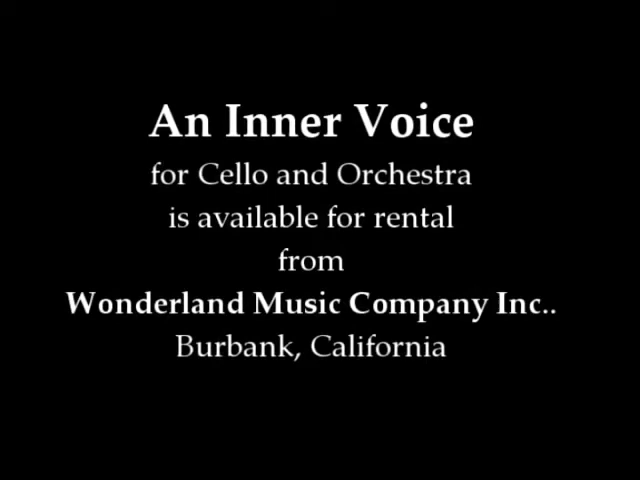 An Inner Voice
for Cello and Orchestra
is available for rental
from
Wonderland Music Company Inc..
Burbank, California